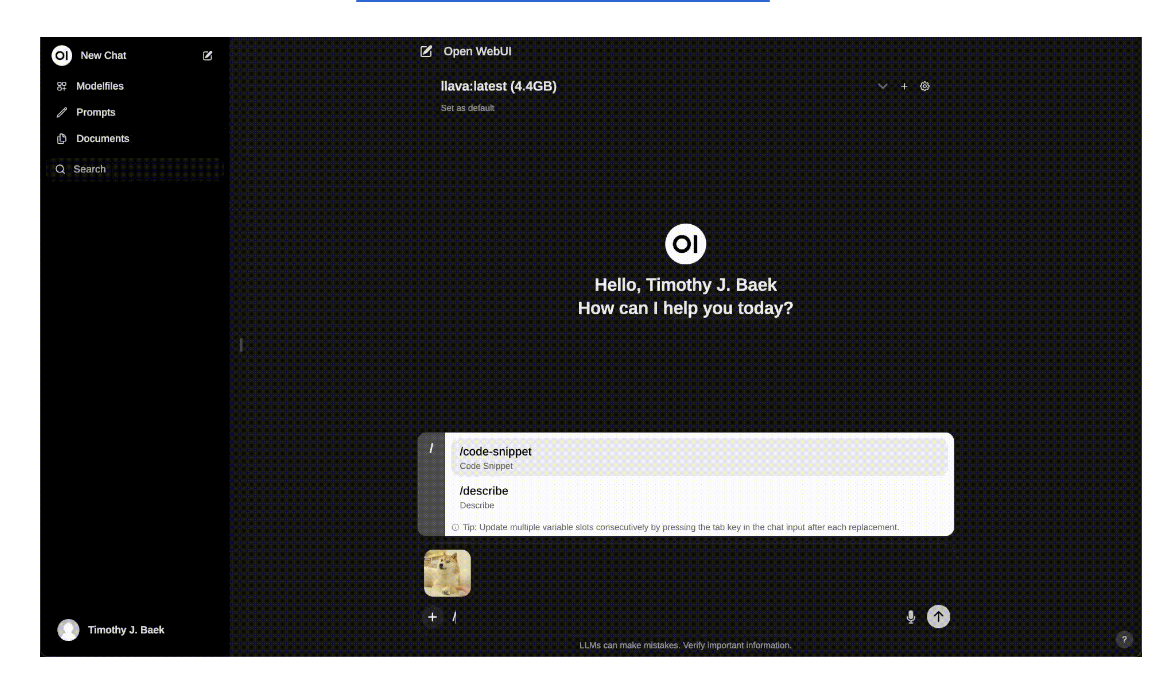 OI New Chat
Modelfiles
Prompts
Documents
Search
Open WebUI
llava:latest (4.4GB)
Set as default
OI
Hello, Timothy J. Baek
How can I help you today?
/
/code-snippet
Code Snippet
/describe
Describe
Tip: Update multiple variable slots consecutively by pressing the tab key in the chat input after each replacement.
+ /
LLMs can make mistakes. Verify important information.
Timothy J. Baek
?